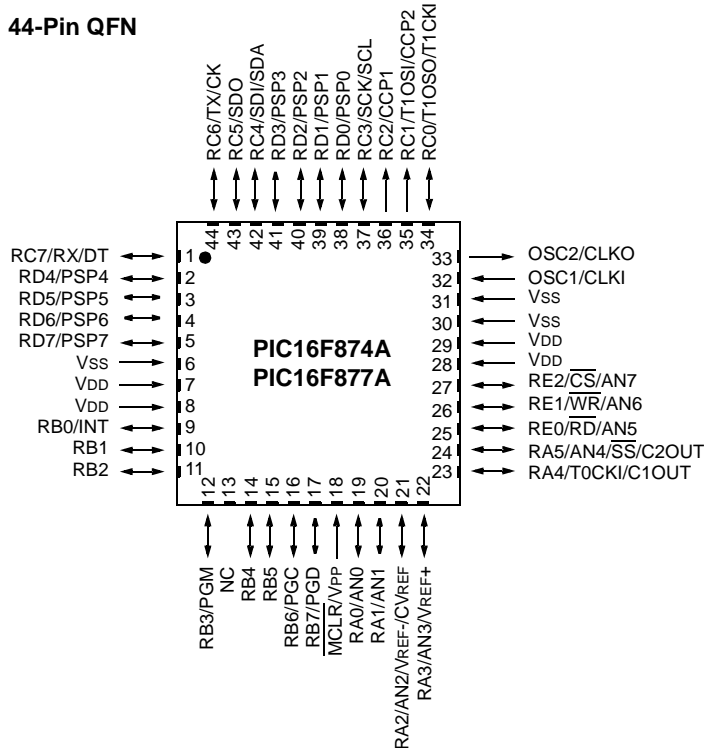 44-Pin QFN
RC6/TX/CK
RC5/SDO
RC4/SDI/SDA
RD3/PSP3
RD2/PSP2
RD1/PSP1
RD0/PSP0
RC3/SCK/SCL
RC2/CCP1
RC1/T1OSI/CCP2
RC0/T1OSO/T1CKI
44
43
42
41
40
39
38
37
36
35
34
RC7/RX/DT 1
RD4/PSP4 2
RD5/PSP5 3
RD6/PSP6 4
RD7/PSP7 5
VSS 6
VDD 7
VDD 8
RB0/INT 9
RB1 10
RB2 11
PIC16F874A
PIC16F877A
33 OSC2/CLKO
32 OSC1/CLKI
31 VSS
30 VSS
29 VDD
28 VDD
27 RE2/CS/AN7
26 RE1/WR/AN6
25 RE0/RD/AN5
24 RA5/AN4/SS/C2OUT
23 RA4/T0CKI/C1OUT
12
13
14
15
16
17
18
19
20
21
22
RB3/PGM
NC
RB4
RB5
RB6/PGC
RB7/PGD
MCLR/VPP
RA0/AN0
RA1/AN1
RA2/AN2/VREF-/CVREF
RA3/AN3/VREF+